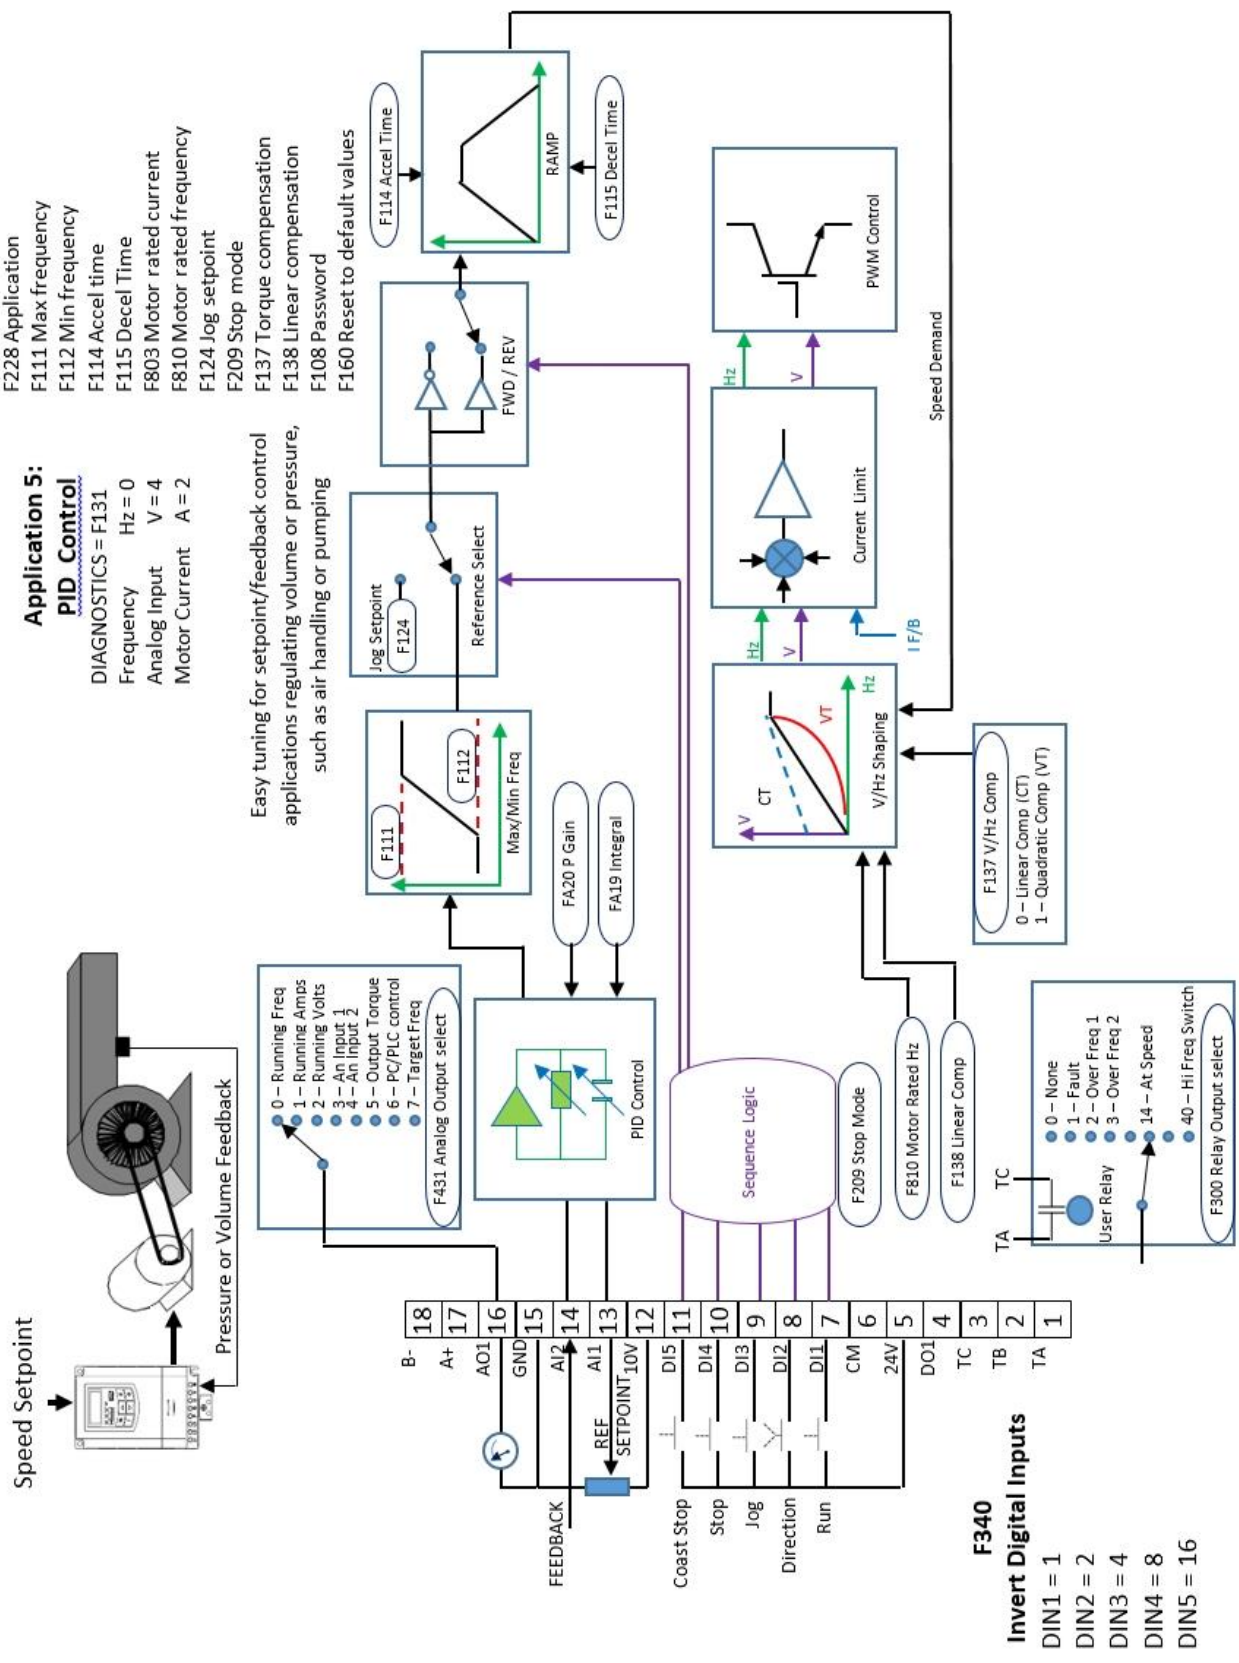 Speed Setpoint
Pressure or Volume Feedback
Application 5:
PID Control
DIAGNOSTICS = F131
Frequency Hz = 0
Analog Input V = 4
Motor Current A = 2
F228 Application
F111 Max frequency
F112 Min frequency
F114 Accel time
F115 Decel Time
F803 Motor rated current
F810 Motor rated frequency
F124 Jog setpoint
F209 Stop mode
F137 Torque compensation
F138 Linear compensation
F108 Password
F160 Reset to default values
Easy tuning for setpoint/feedback control
applications regulating volume or pressure,
such as air handling or pumping
0 – Running Freq
1 – Running Amps
2 – Running Volts
3 – An Input 1
4 – An Input 2
5 – Output Torque
6 – PC/PLC control
7 – Target Freq
F431 Analog Output select
F111
F112
Max/Min Freq
Jog Setpoint
F124
Reference Select
FWD / REV
F114 Accel Time
RAMP
F115 Decel Time
PID Control
FA20 P Gain
FA19 Integral
B- 18
A+ 17
AO1 16
GND 15
AI2 14
AI1 13
10V 12
DI5 11
DI4 10
DI3 9
DI2 8
DI1 7
CM 6
24V 5
DO1 4
TC 3
TB 2
TA 1
FEEDBACK
REF
SETPOINT
Coast Stop
Stop
Jog
Direction
Run
Sequence Logic
F209 Stop Mode
F810 Motor Rated Hz
F138 Linear Comp
V
CT
VT
Hz
V/Hz Shaping
Hz
V
I F/B
Current Limit
Hz
V
PWM Control
Speed Demand
F137 V/Hz Comp
0 – Linear Comp (CT)
1 – Quadratic Comp (VT)
TA
TC
User Relay
0 – None
1 – Fault
2 – Over Freq 1
3 – Over Freq 2
14 – At Speed
40 – Hi Freq Switch
F300 Relay Output select
F340
Invert Digital Inputs
DIN1 = 1
DIN2 = 2
DIN3 = 4
DIN4 = 8
DIN5 = 16